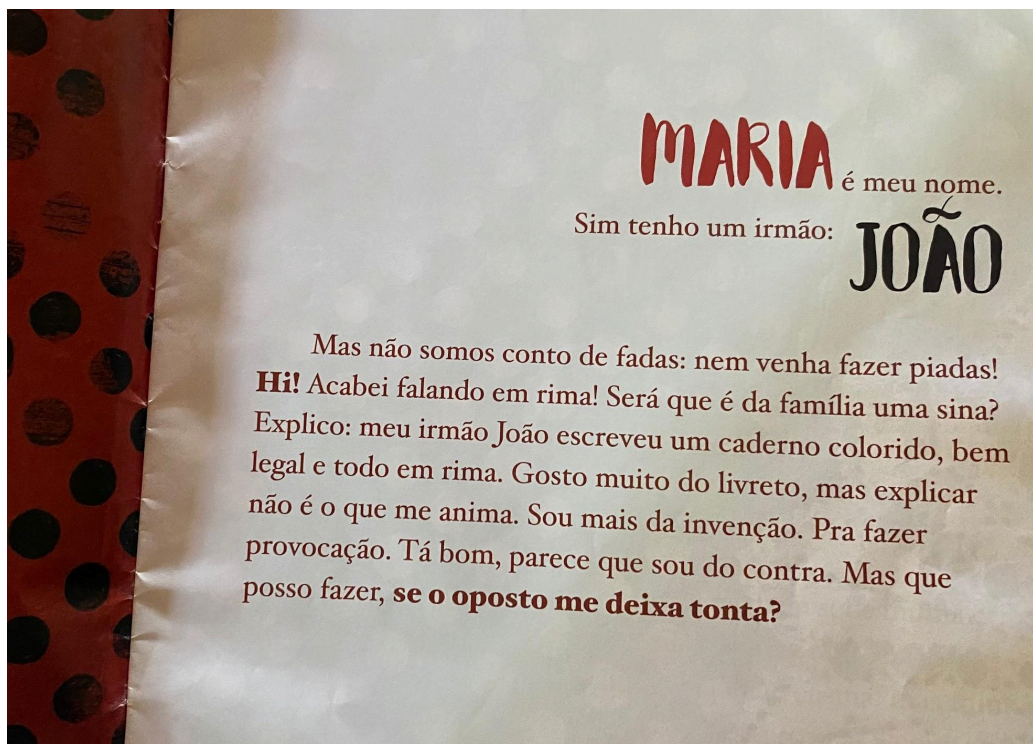 MARIA é meu nome.
Sim tenho um irmão: JOÃO
Mas não somos conto de fadas: nem venha fazer piadas!
Hi! Acabei falando em rima! Será que é da família uma sina?
Explico: meu irmão João escreveu um caderno colorido, bem
legal e todo em rima. Gosto muito do livreto, mas explicar
não é o que me anima. Sou mais da invenção. Pra fazer
provocação. Tá bom, parece que sou do contra. Mas que
posso fazer, se o oposto me deixa tonta?